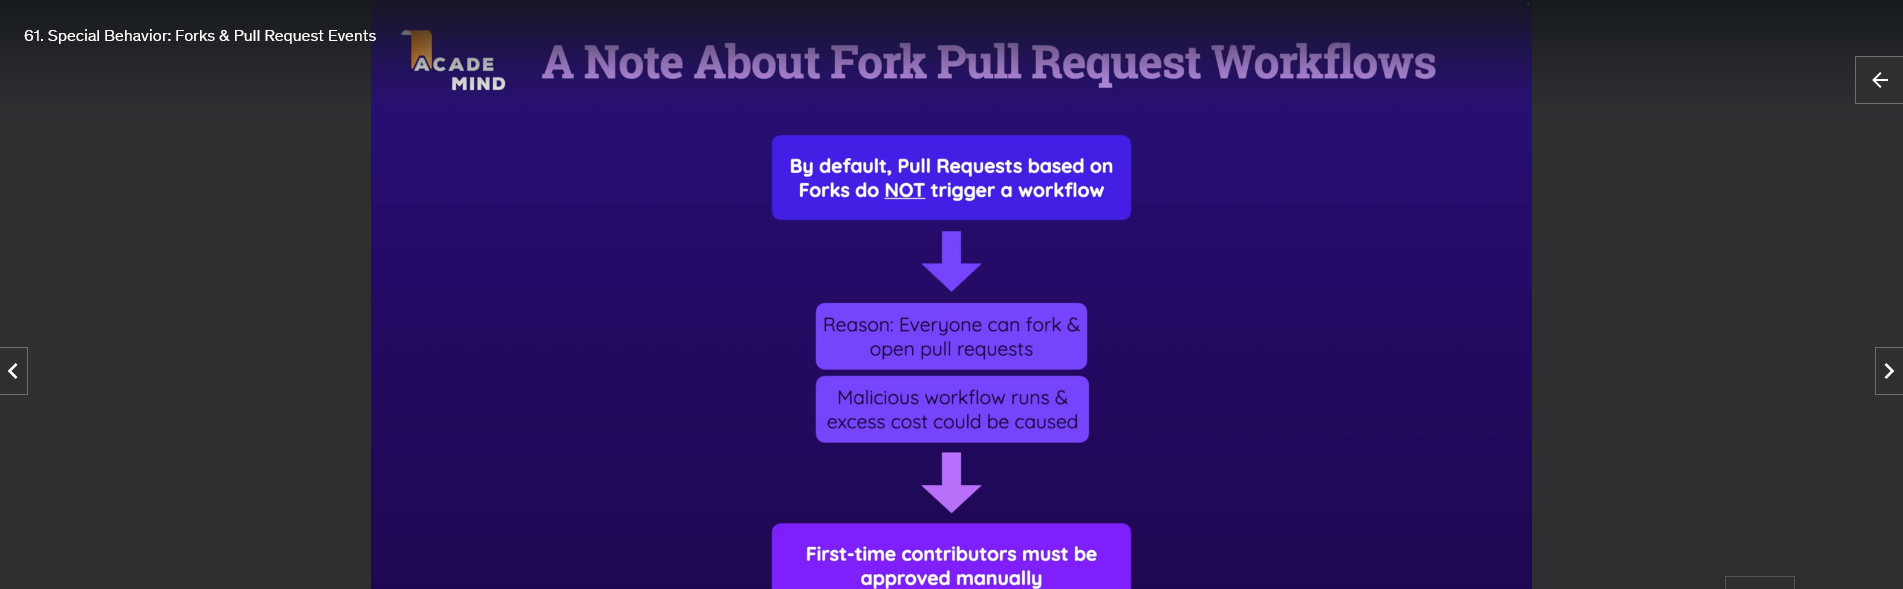 61. Special Behavior: Forks & Pull Request Events
ACADE
MIND
A Note About Fork Pull Request Workflows
By default, Pull Requests based on
Forks do NOT trigger a workflow
Reason: Everyone can fork &
open pull requests
Malicious workflow runs &
excess cost could be caused
First-time contributors must be
approved manually